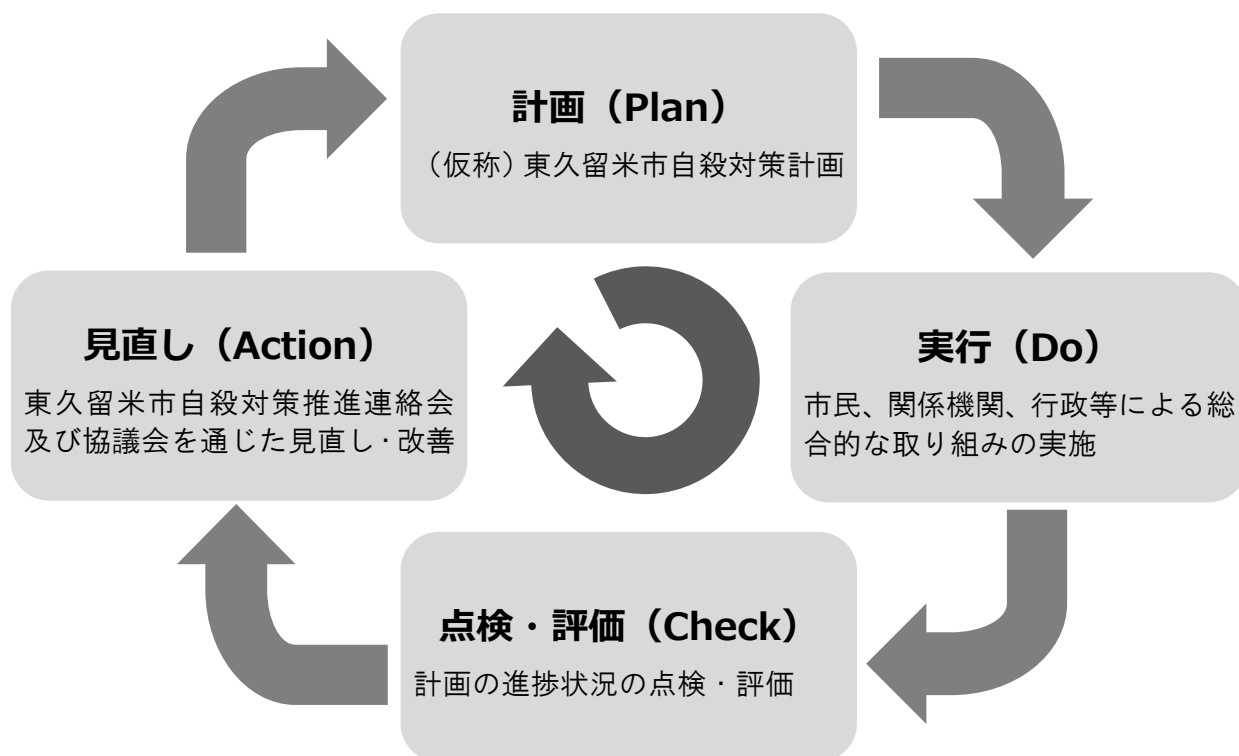 計画（Plan）
（仮称）東久留米市自殺対策計画
実行（Do）
市民、関係機関、行政等による総
合的な取り組みの実施
点検・評価（Check）
計画の進捗状況の点検・評価
見直し（Action）
東久留米市自殺対策推進連絡会
及び協議会を通じた見直し・改善